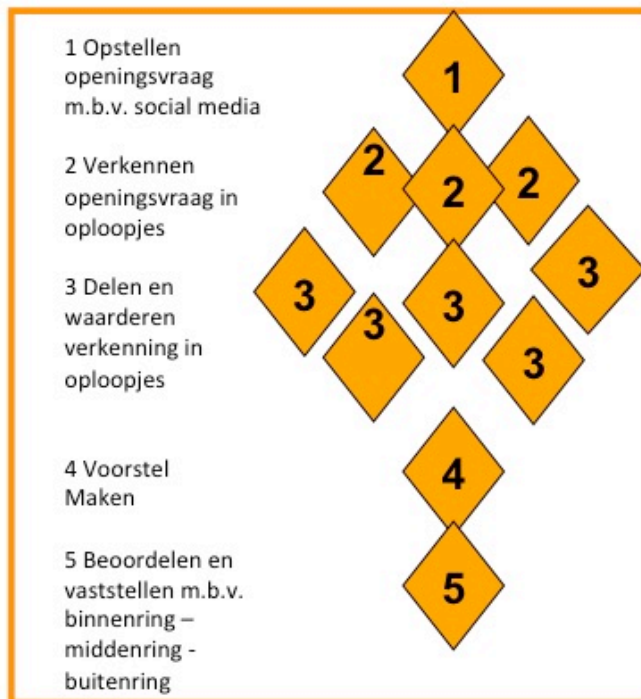 1 Opstellen
openingsvraag
m.b.v. social media
2 Verkennen
openingsvraag in
oploopjes
3 Delen en
waarderen
verkenning in
oploopjes
4 Voorstel
Maken
5 Beoordelen en
vaststellen m.b.v.
binnenring –
middenring -
buitenring
1
2
2
2
3
3
3
3
3
4
5